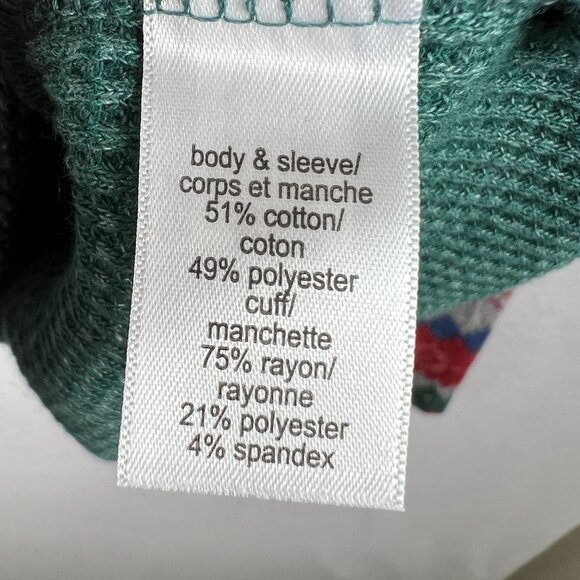 body & sleeve/
corps et manche
51% cotton/
coton
49% polyester
cuff/
manchette
75% rayon/
rayonne
21% polyester
4% spandex